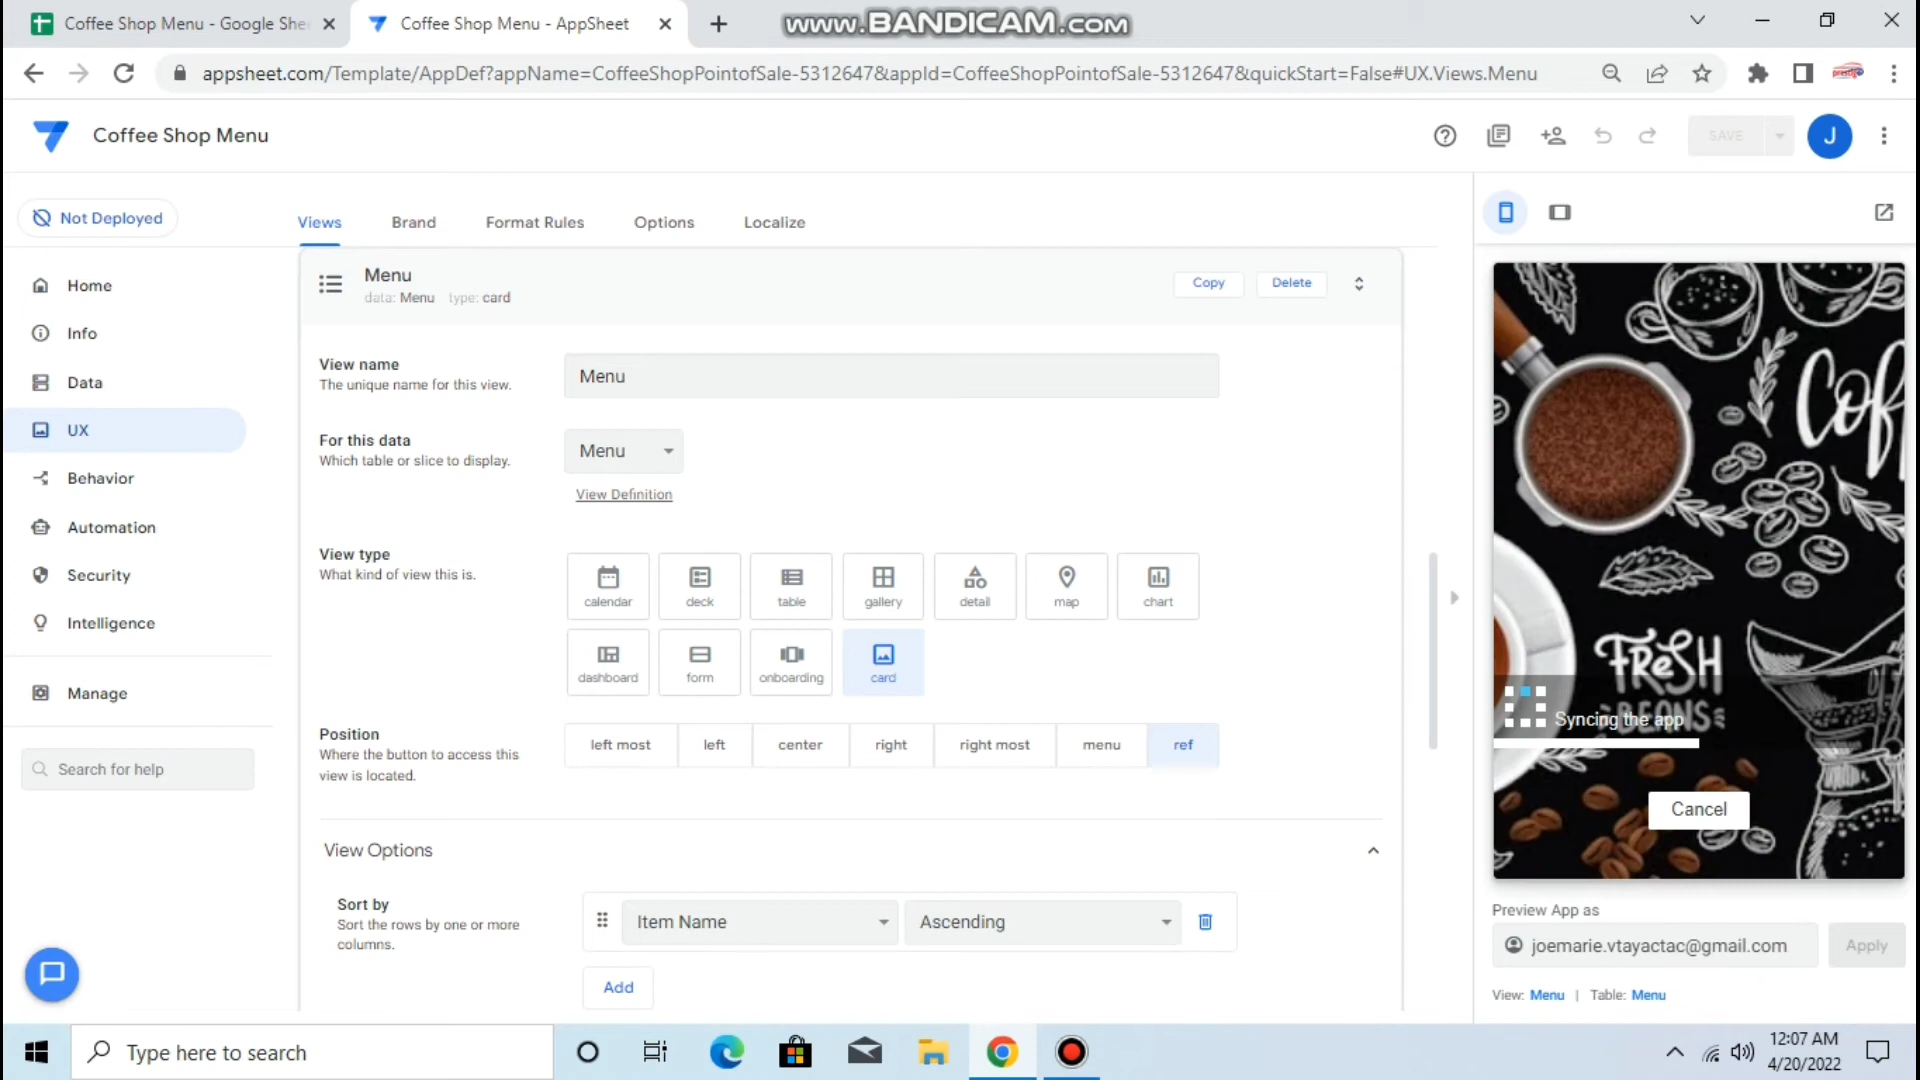 Coffee Shop Menu - Google She
Coffee Shop Menu - AppSheet
www.BANDICAM.com
appsheet.com/Template/AppDef?appName=CoffeeShopPointofSale-5312647&appId=CoffeeShopPointofSale-5312647&quickStart=False#UX.Views.Menu
Coffee Shop Menu
SAVE
J
Not Deployed
Views
Brand
Format Rules
Options
Localize
Home
Info
Data
UX
Behavior
Automation
Security
Intelligence
Manage
Search for help
Menu
data: Menu type: card
Copy
Delete
View name
The unique name for this view.
Menu
For this data
Which table or slice to display.
Menu
View Definition
View type
What kind of view this is.
calendar
deck
table
gallery
detail
map
chart
dashboard
form
onboarding
card
Position
Where the button to access this
view is located.
left most
left
center
right
right most
menu
ref
View Options
Sort by
Sort the rows by one or more
columns.
Item Name
Ascending
Add
Cof
FRESH
BEANS
Syncing the app
Cancel
Preview App as
joemarie.vtayactac@gmail.com
Apply
View: Menu | Table: Menu
Type here to search
12:07 AM
4/20/2022